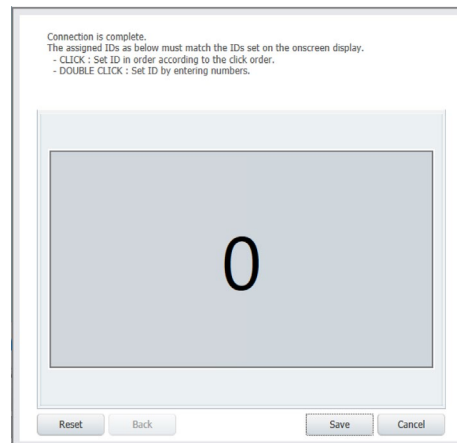 Connection is complete.
The assigned IDs as below must match the IDs set on the onscreen display.
- CLICK : Set ID in order according to the click order.
- DOUBLE CLICK : Set ID by entering numbers.
0
Reset Back Save Cancel